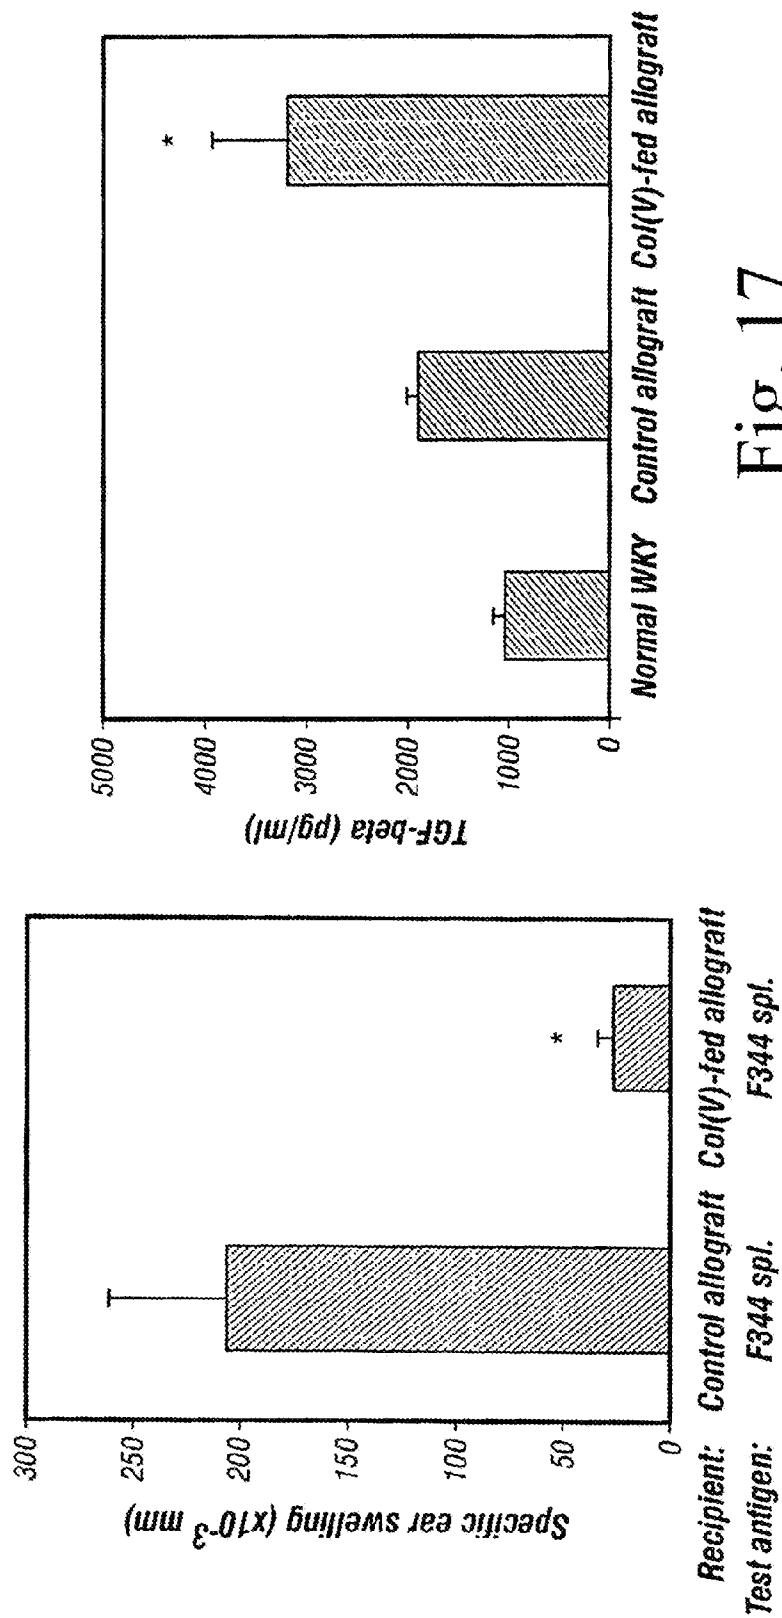 Specific ear swelling (x10⁻³ mm)
300
250
200
150
100
50
0
*
Recipient: Control allograft Col(V)-fed allograft
Test antigen: F344 spl. F344 spl.
TGF-beta (pg/ml)
5000
4000
3000
2000
1000
0
*
Normal WKY Control allograft Col(V)-fed allograft
Fig. 17